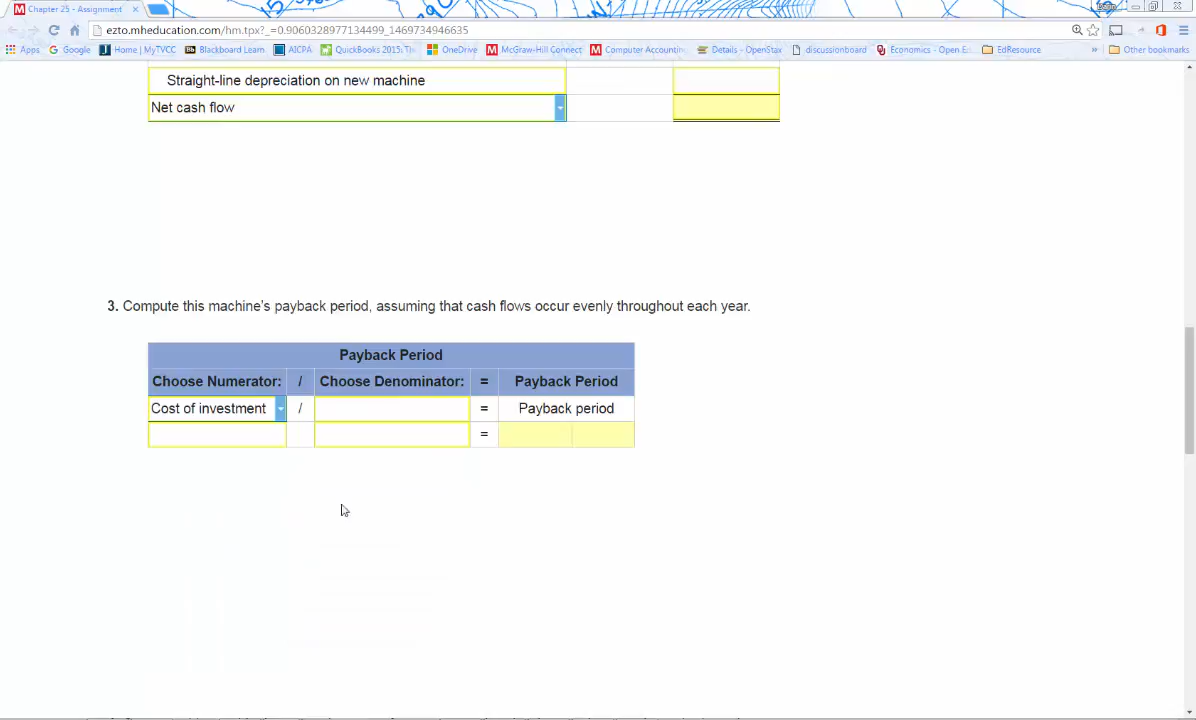 Chapter 25 - Assignment
ezto.mheducation.com/hm.tpx?_=0.9060328977134499_1469734946635
Apps Google Home | MyTVCC Blackboard Learn AICPA QuickBooks 2015: OneDrive McGraw-Hill Connect Computer Accountin Details - OpenStax discussionboard Economics - Open E EdResource » Other bookmarks
Straight-line depreciation on new machine
Net cash flow
3. Compute this machine's payback period, assuming that cash flows occur evenly throughout each year.
Payback Period
Choose Numerator: / Choose Denominator: = Payback Period
Cost of investment / = Payback period
=